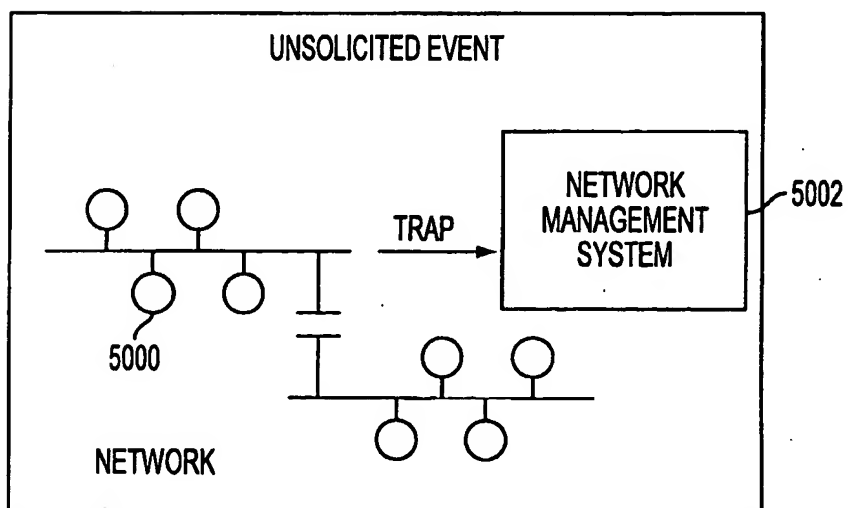 UNSOLICITED EVENT
NETWORK
MANAGEMENT
SYSTEM
5002
TRAP
5000
NETWORK